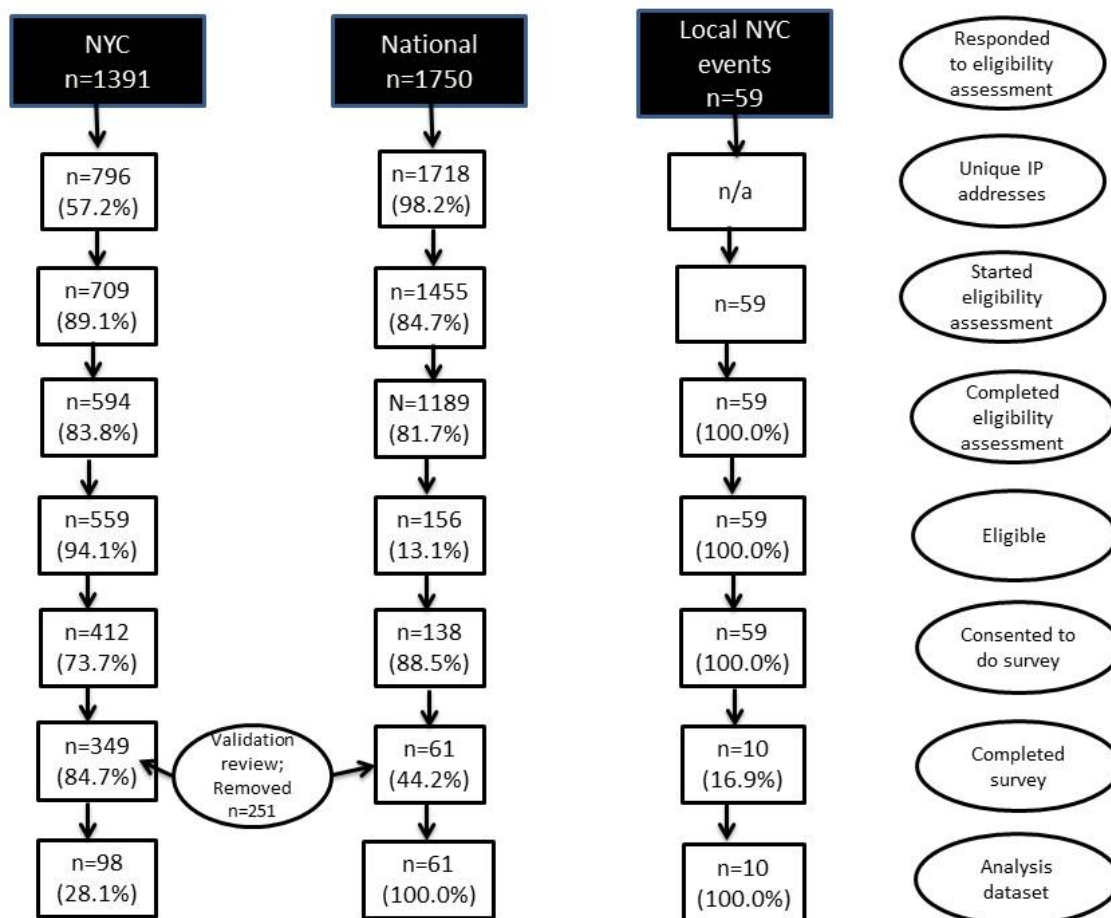 NYC
n=1391
National
n=1750
Local NYC
events
n=59
Responded
to eligibility
assessment
n=796
(57.2%)
n=1718
(98.2%)
n/a
Unique IP
addresses
n=709
(89.1%)
n=1455
(84.7%)
n=59
Started
eligibility
assessment
n=594
(83.8%)
N=1189
(81.7%)
n=59
(100.0%)
Completed
eligibility
assessment
n=559
(94.1%)
n=156
(13.1%)
n=59
(100.0%)
Eligible
n=412
(73.7%)
n=138
(88.5%)
n=59
(100.0%)
Consented to
do survey
n=349
(84.7%)
Validation
review;
Removed
n=251
n=61
(44.2%)
n=10
(16.9%)
Completed
survey
n=98
(28.1%)
n=61
(100.0%)
n=10
(100.0%)
Analysis
dataset